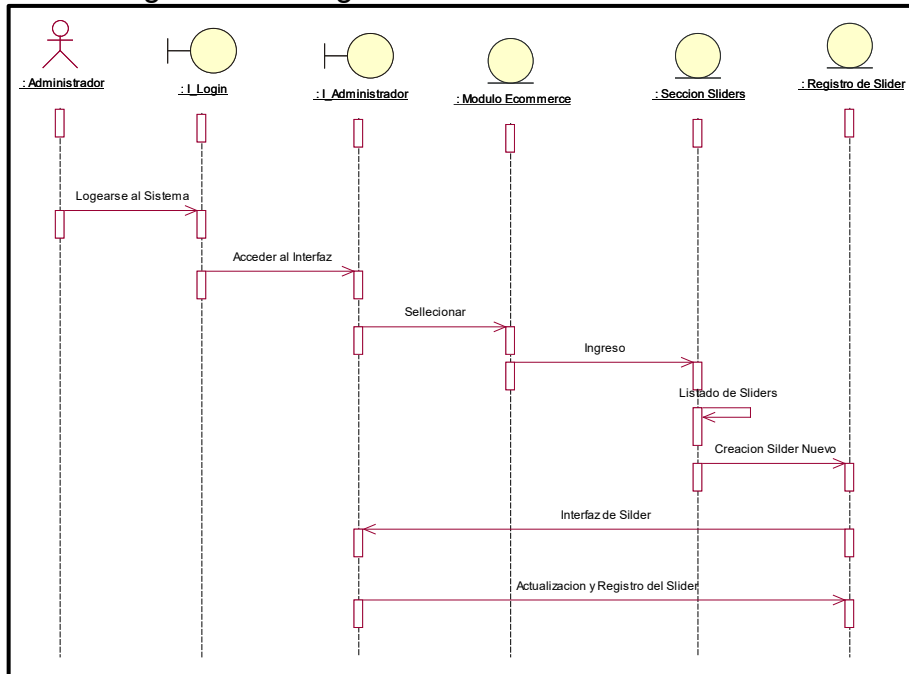 : Administrador
: I_Login
: I_Administrador
: Modulo Ecommerce
: Seccion Sliders
: Registro de Slider
Logearse al Sistema
Acceder al Interfaz
Sellecionar
Ingreso
Listado de Sliders
Creacion Silder Nuevo
Interfaz de Silder
Actualizacion y Registro del Slider